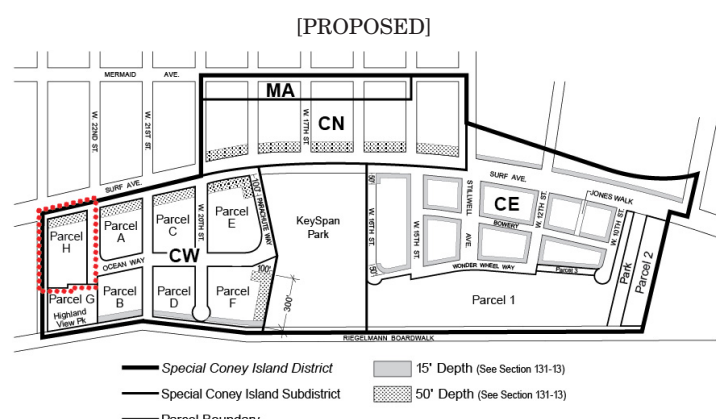 [PROPOSED]
MERMAID AVE.
MA
W. 22ND ST.
W. 21ST ST.
W. 17TH ST.
CN
SURF AVE.
SURF AVE.
JONES WALK
Parcel H
Parcel A
Parcel C
W. 20TH ST.
Parcel E
100'
PARACHUTE WAY
KeySpan Park
50'
W. 16TH ST.
W. 15TH ST.
STILLWELL AVE.
CE
BOWERY
W. 12TH ST.
W. 10TH ST.
OCEAN WAY
CW
100'
50'
WONDER WHEEL WAY
Parcel 3
Park
Parcel 2
Parcel G
Highland View Pk
Parcel B
Parcel D
Parcel F
300'
Parcel 1
RIEGELMANN BOARDWALK
Special Coney Island District
15' Depth (See Section 131-13)
Special Coney Island Subdistrict
50' Depth (See Section 131-13)
Parcel Boundary